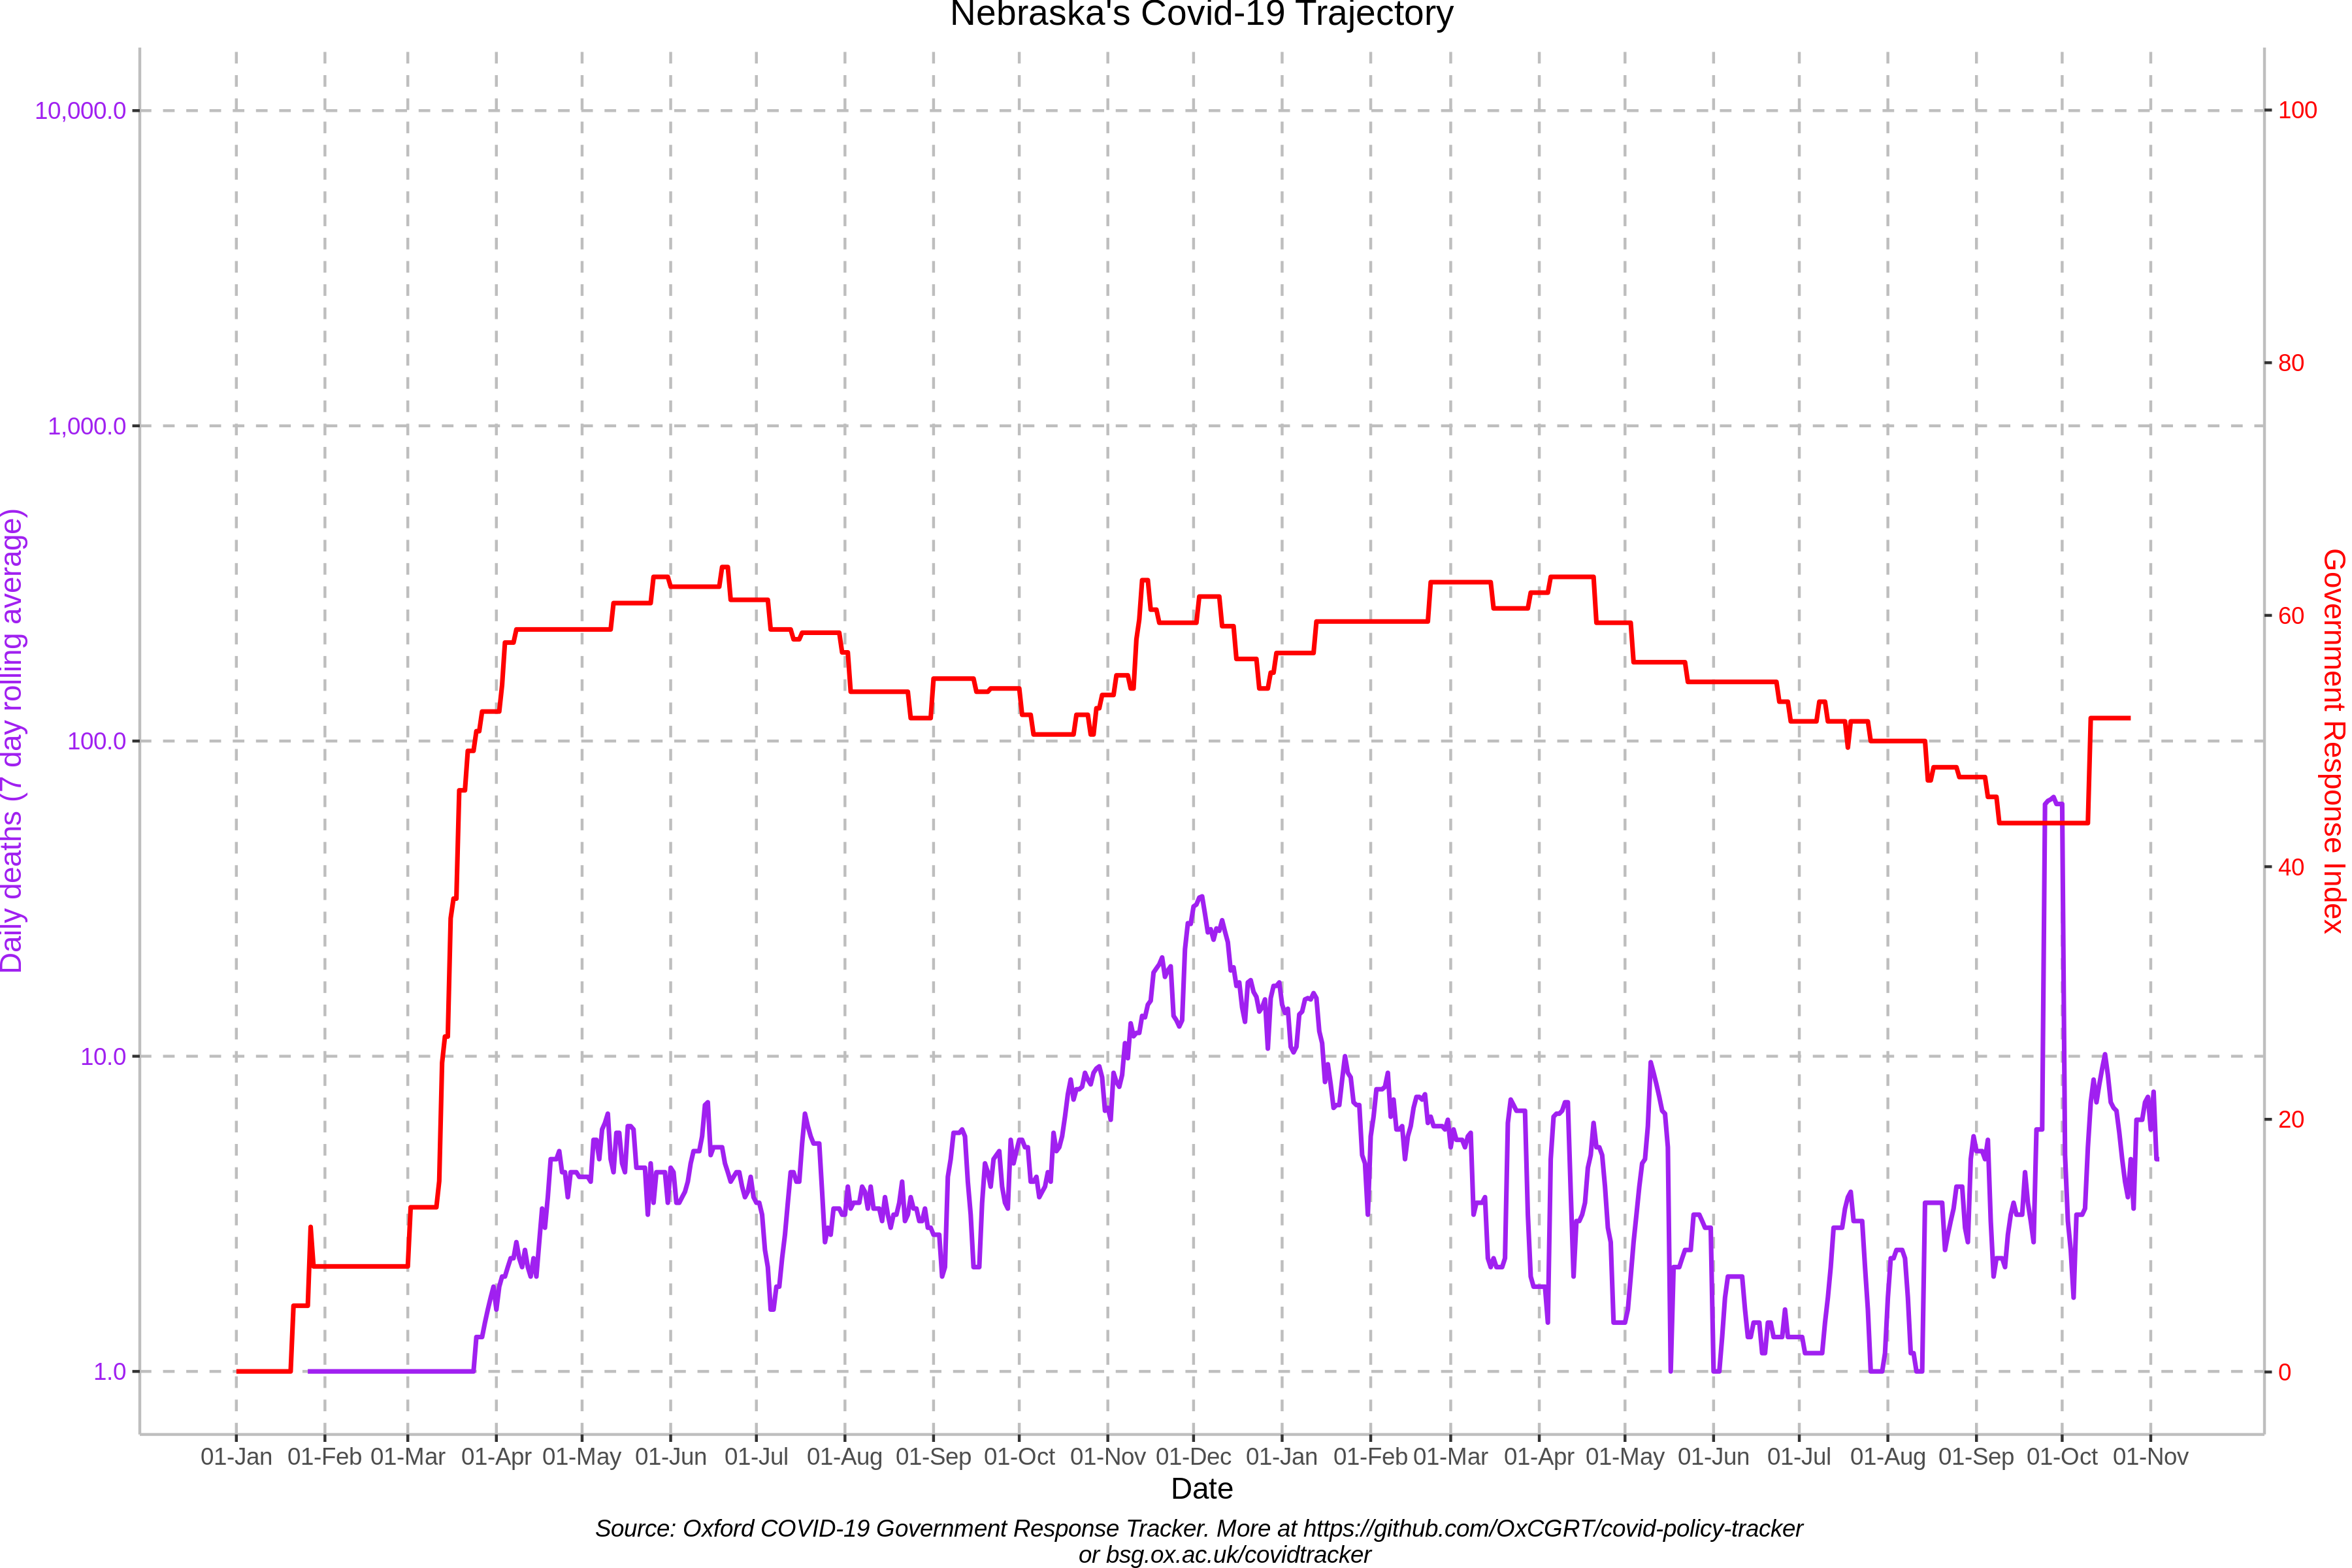 Nebraska's Covid-19 Trajectory
10,000.0
1,000.0
100.0
10.0
1.0
Daily deaths (7 day rolling average)
100
80
60
40
20
0
Government Response Index
01-Jan 01-Feb 01-Mar 01-Apr 01-May 01-Jun 01-Jul 01-Aug 01-Sep 01-Oct 01-Nov 01-Dec 01-Jan 01-Feb 01-Mar 01-Apr 01-May 01-Jun 01-Jul 01-Aug 01-Sep 01-Oct 01-Nov
Date
Source: Oxford COVID-19 Government Response Tracker. More at https://github.com/OxCGRT/covid-policy-tracker
or bsg.ox.ac.uk/covidtracker